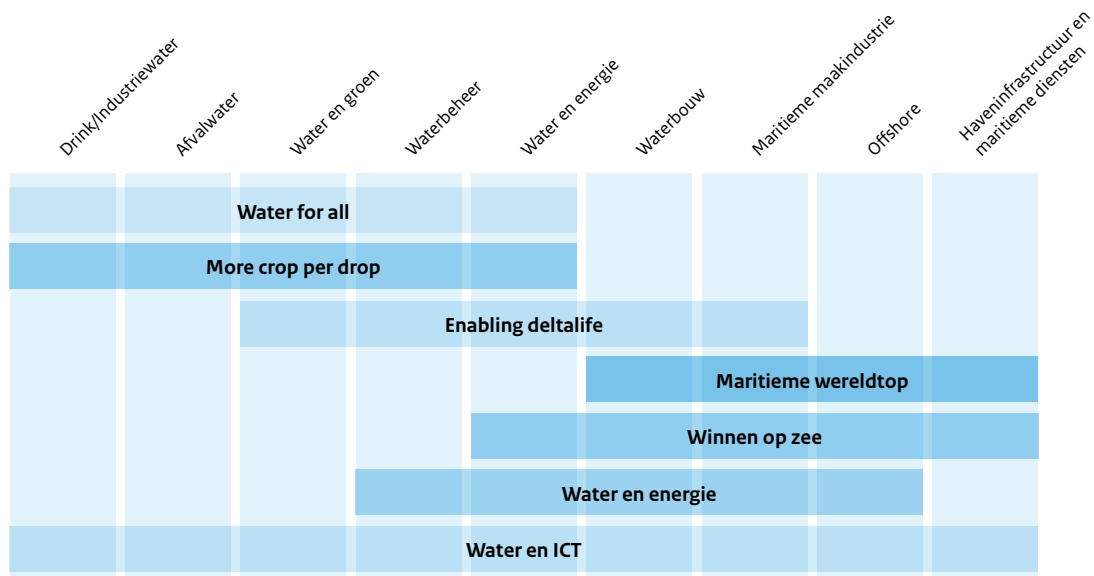 Drink/Industriewater
Afvalwater
Water en groen
Waterbeheer
Water en energie
Waterbouw
Maritieme maakindustrie
Offshore
Haveninfrastructuur en
maritieme diensten
Water for all
More crop per drop
Enabling deltalife
Maritieme wereldtop
Winnen op zee
Water en energie
Water en ICT